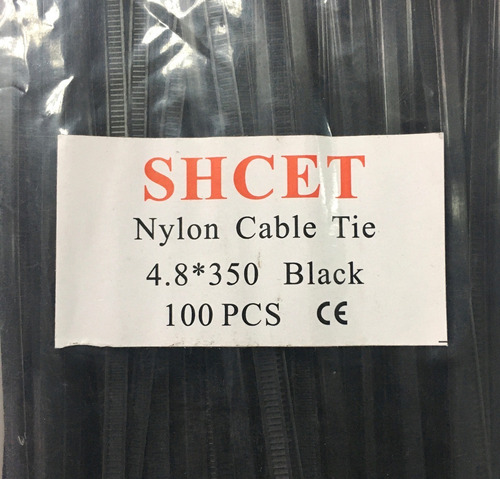 SHCET
Nylon Cable Tie
4.8*350 Black
100 PCS CE